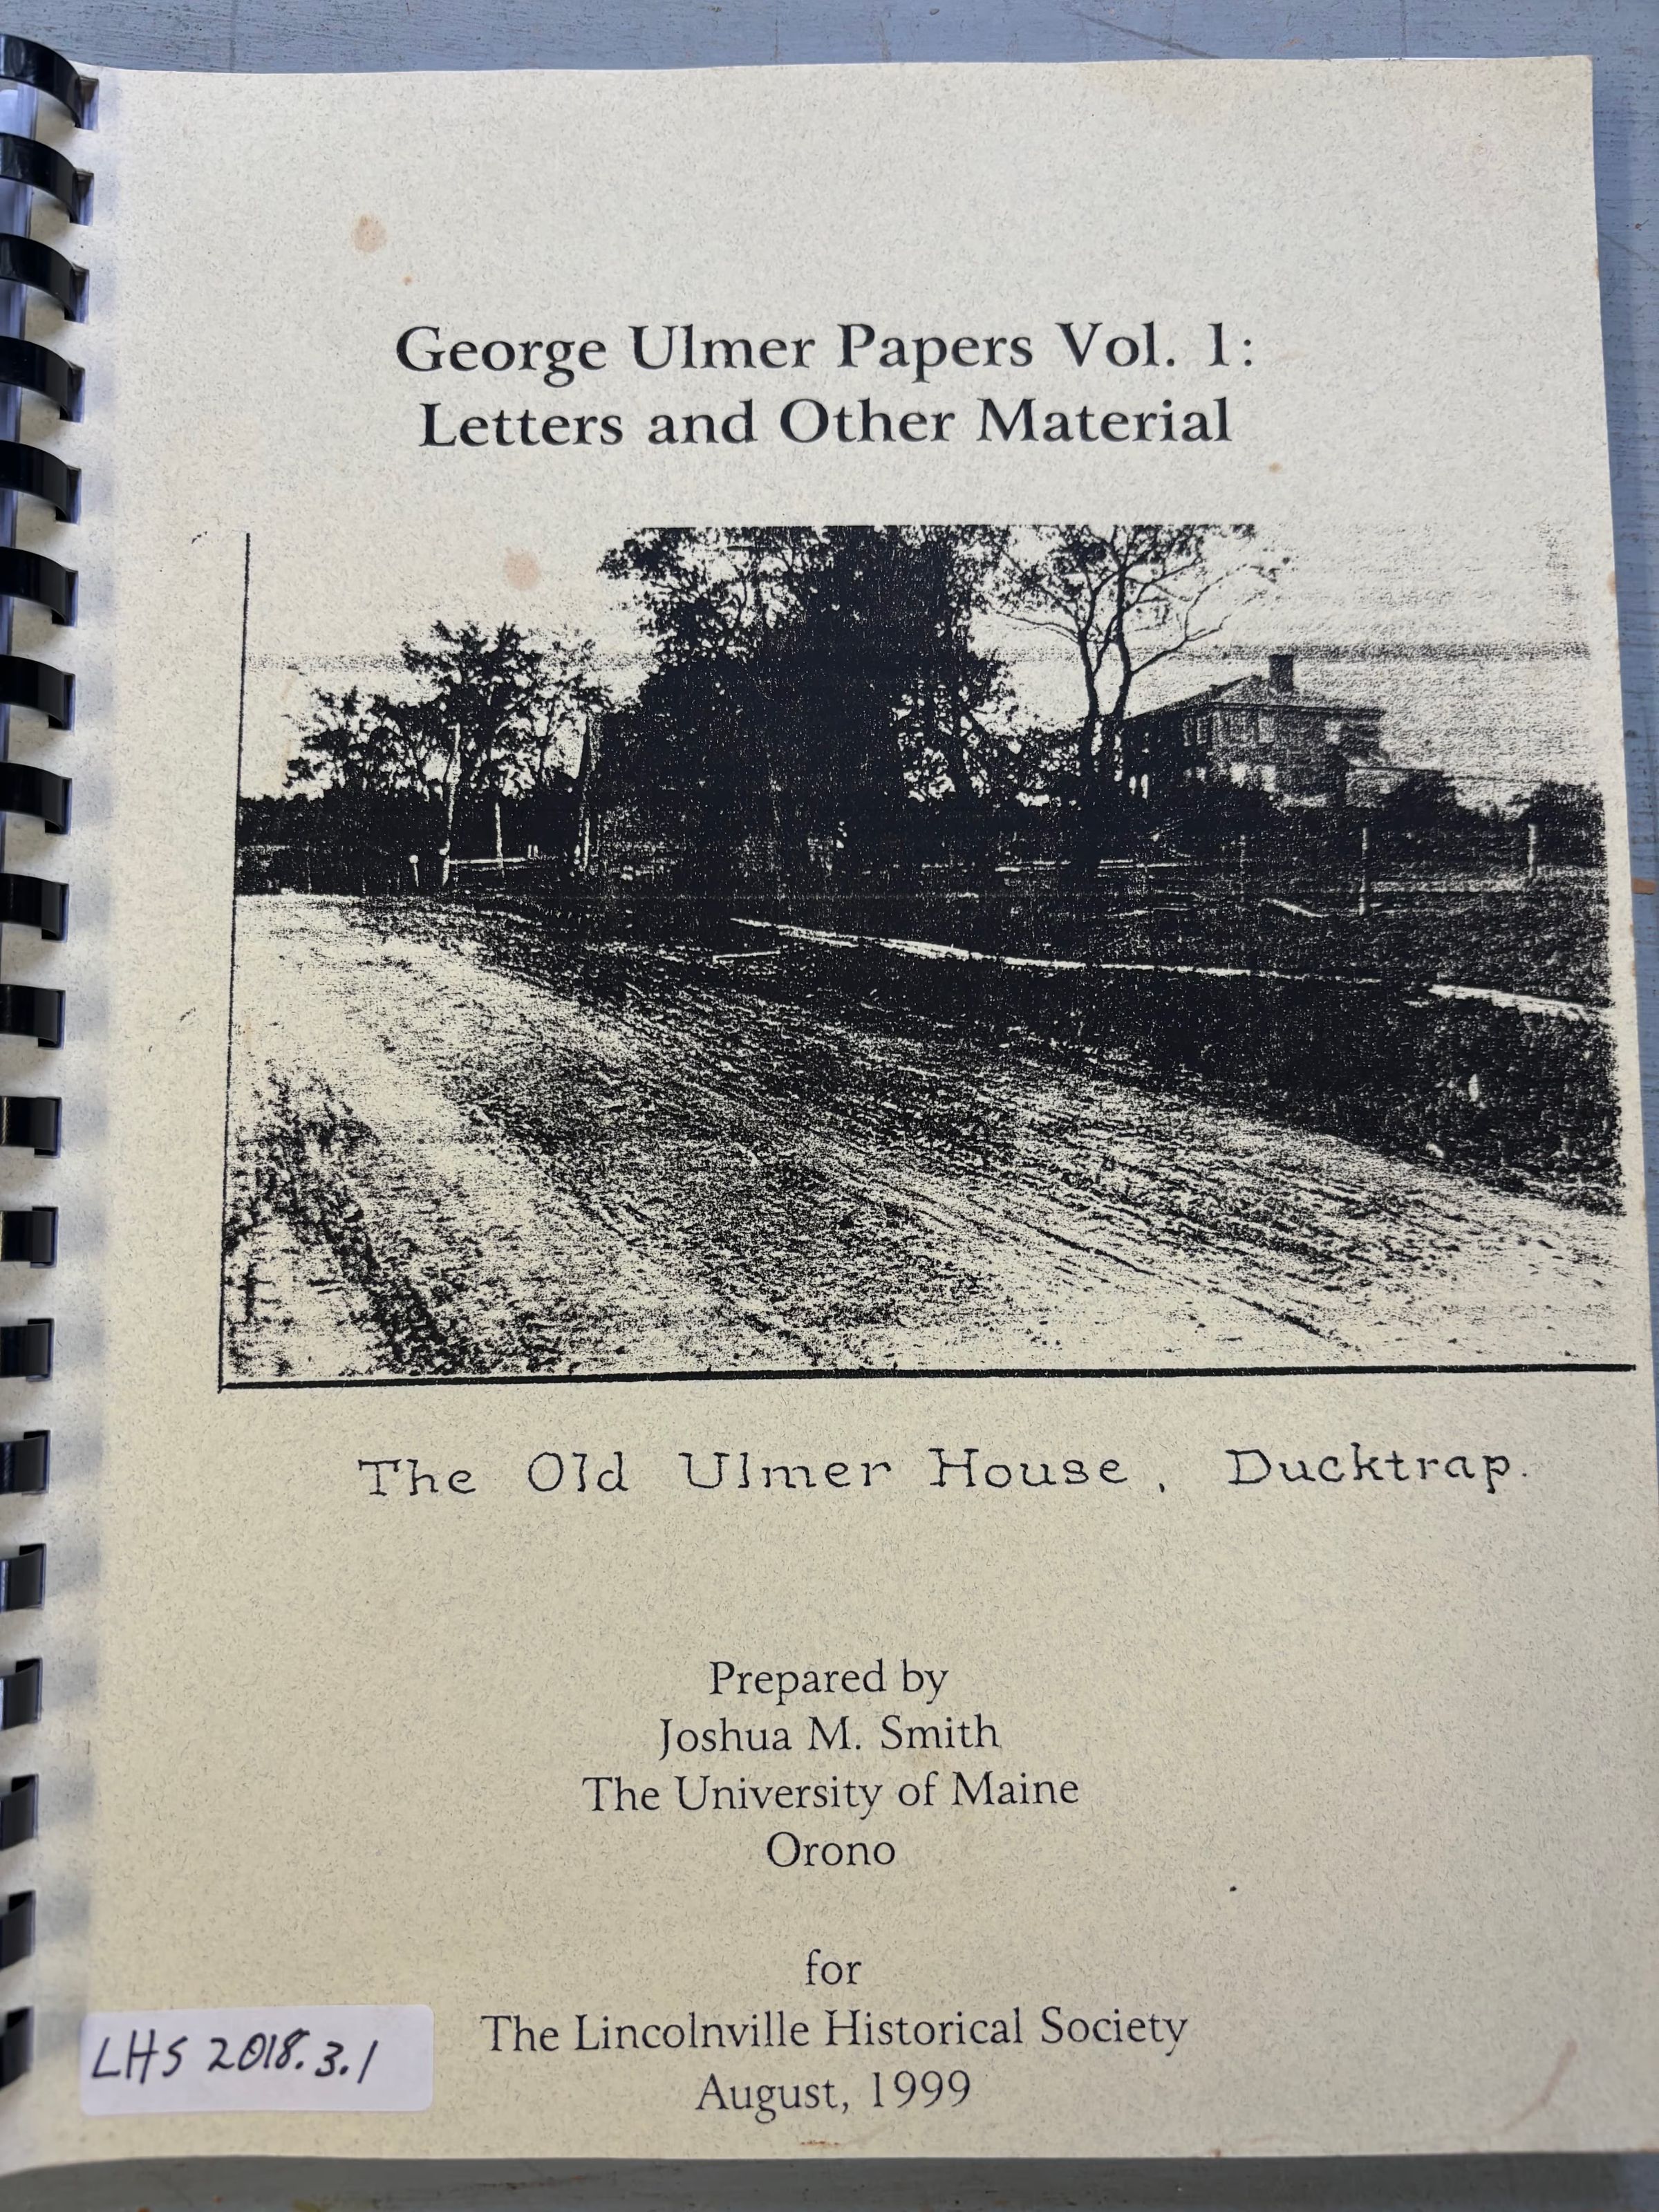 George Ulmer Papers Vol. 1:
Letters and Other Material
The Old Ulmer House, Ducktrap.
Prepared by
Joshua M. Smith
The University of Maine
Orono
for
The Lincolnville Historical Society
August, 1999
LHS 2018.3.1